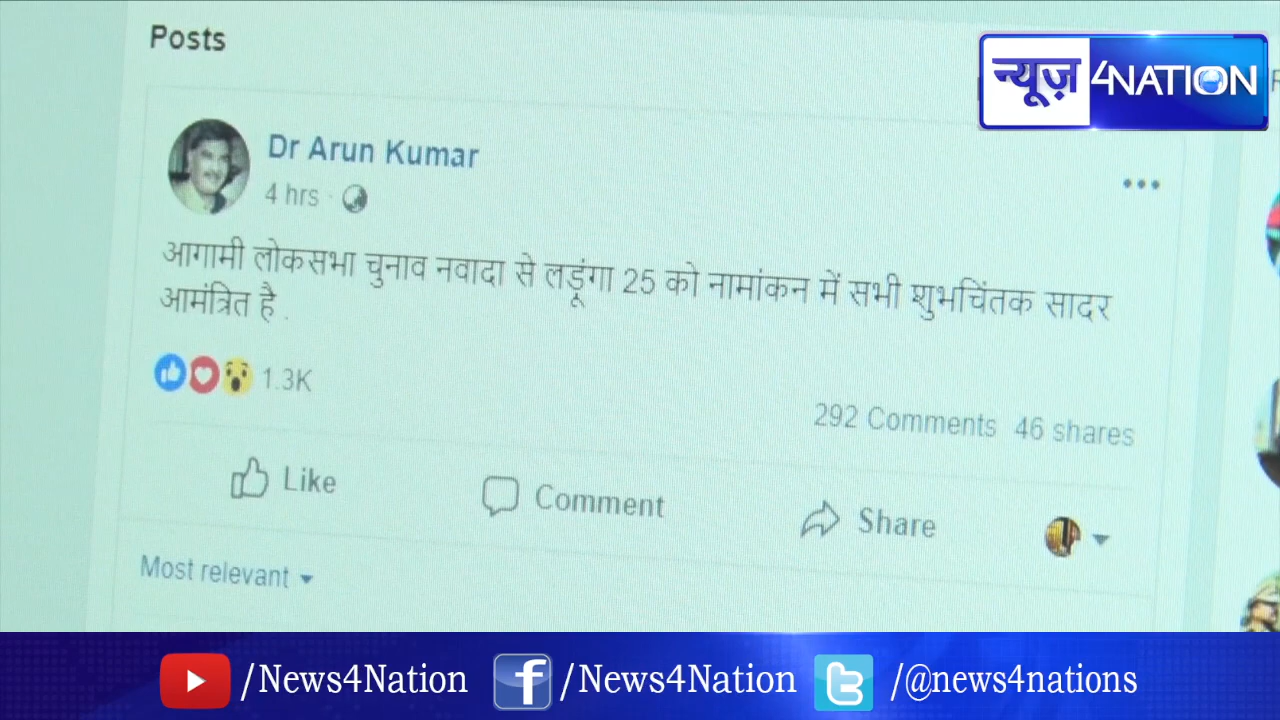 Posts
न्यूज़ 4NATION
Dr Arun Kumar
4 hrs ·
आगामी लोकसभा चुनाव नवादा से लड़ूंगा 25 को नामांकन में सभी शुभचिंतक सादर
आमंत्रित है .
1.3K
292 Comments 46 shares
Like
Comment
Share
Most relevant
/News4Nation
/News4Nation
/@news4nations